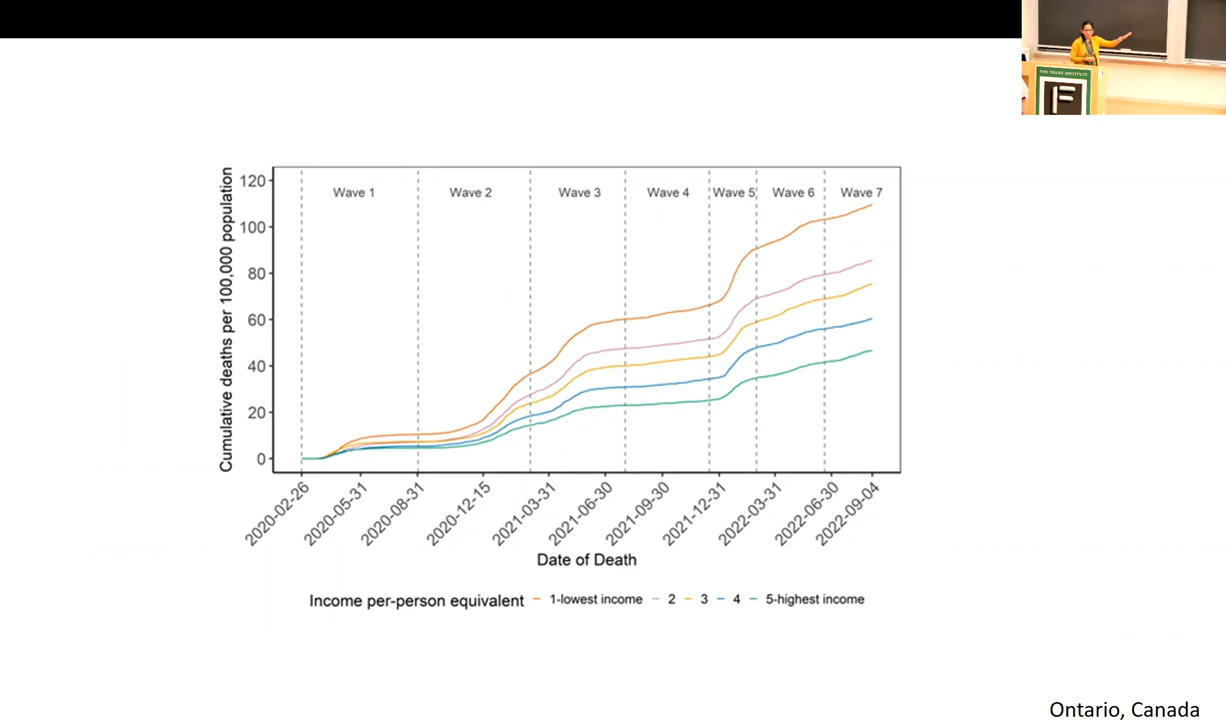 THE FIELDS INSTITUTE
F
Cumulative deaths per 100,000 population
120
100
80
60
40
20
0
Wave 1
Wave 2
Wave 3
Wave 4
Wave 5
Wave 6
Wave 7
2020-02-26
2020-05-31
2020-08-31
2020-12-15
2021-03-31
2021-06-30
2021-09-30
2021-12-31
2022-03-31
2022-06-30
2022-09-04
Date of Death
Income per-person equivalent 1-lowest income 2 3 4 5-highest income
Ontario, Canada